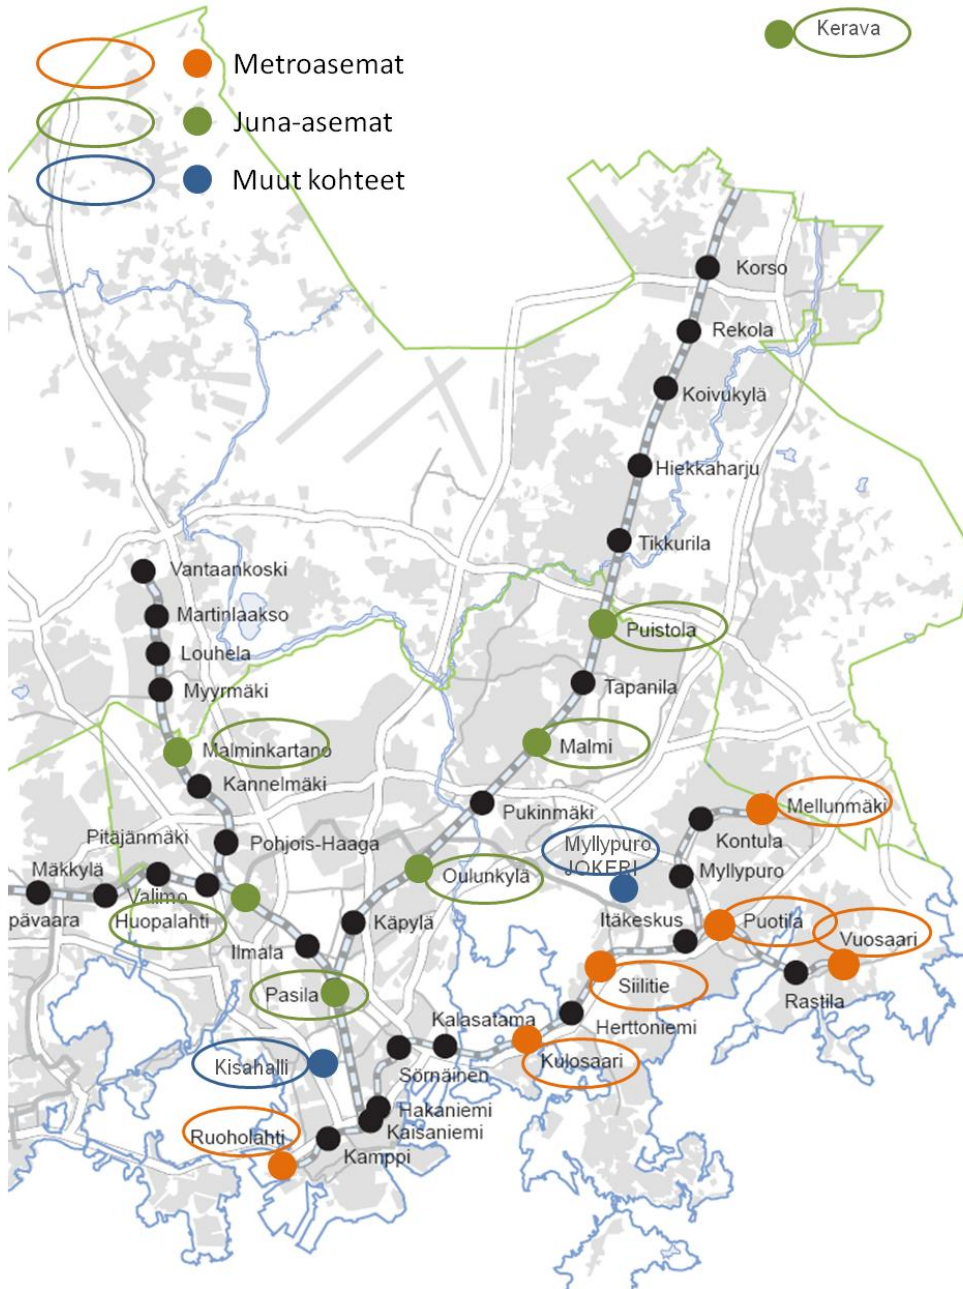 Kerava
Metroasemat
Juna-asemat
Muut kohteet
Korso
Rekola
Koivukylä
Hiekkaharju
Tikkurila
Vantaankoski
Martinlaakso
Louhela
Myyrmäki
Puistola
Tapanila
Malminkartano
Malmi
Kannelmäki
Mellunmäki
Pukinmäki
Pitäjänmäki
Pohjois-Haaga
Kontula
Myllypuro
JOKERI
Mäkkylä
Valimo
Oulunkylä
Myllypuro
pävaara
Huopalahti
Käpylä
Itäkeskus
Puotila
Vuosaari
Ilmala
Siilitie
Pasila
Rastila
Kalasatama
Herttoniemi
Kisahalli
Sörnäinen
Kulosaari
Hakaniemi
Ruoholahti
Kaisaniemi
Kamppi